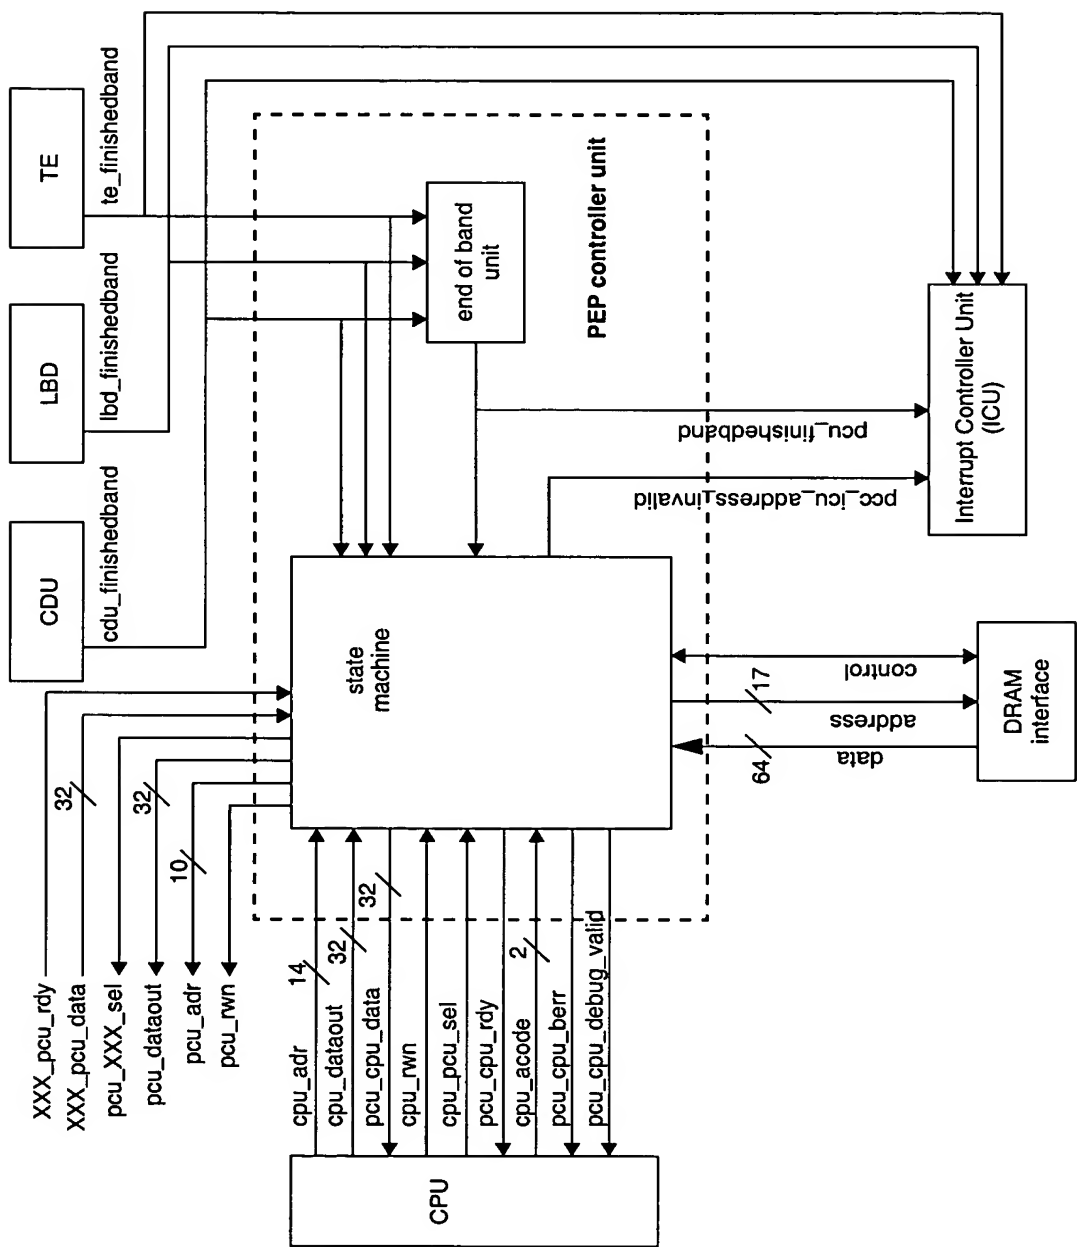 XXX_pcu_rdy
XXX_pcu_data
32
pcu_XXX_sel
pcu_dataout
32
pcu_adr
10
pcu_rwn
CDU
cdu_finishedband
LBD
lbd_finishedband
TE
te_finishedband
CPU
cpu_adr
14
cpu_dataout
32
pcu_cpu_data
32
cpu_rwn
cpu_pcu_sel
pcu_cpu_rdy
cpu_acode
2
pcu_cpu_berr
pcu_cpu_debug_valid
state
machine
end of band
unit
PEP controller unit
pcu_finishedband
pcc_icu_address_invalid
control
17
address
64
data
DRAM
interface
Interrupt Controller Unit
(ICU)